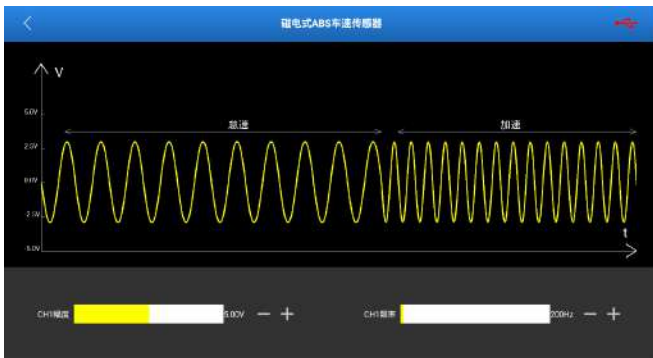 磁电式ABS车速传感器
V
5.0V
怠速
加速
2.5V
0.0V
-2.5V
t
-5.0V
CH1幅度
5.00V
CH1频率
200Hz